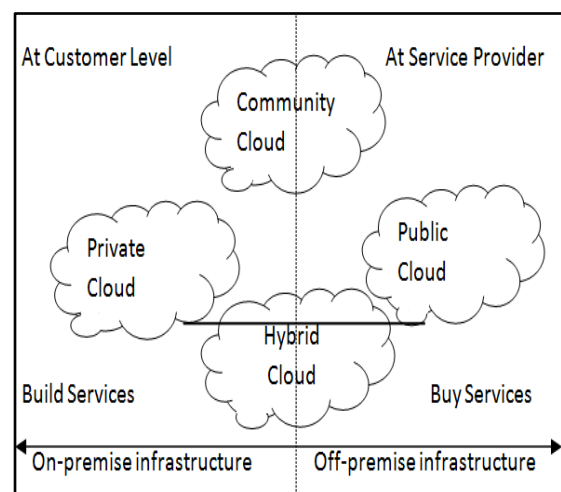 At Customer Level
At Service Provider
Community
Cloud
Private
Cloud
Public
Cloud
Hybrid
Cloud
Build Services
Buy Services
On-premise infrastructure
Off-premise infrastructure